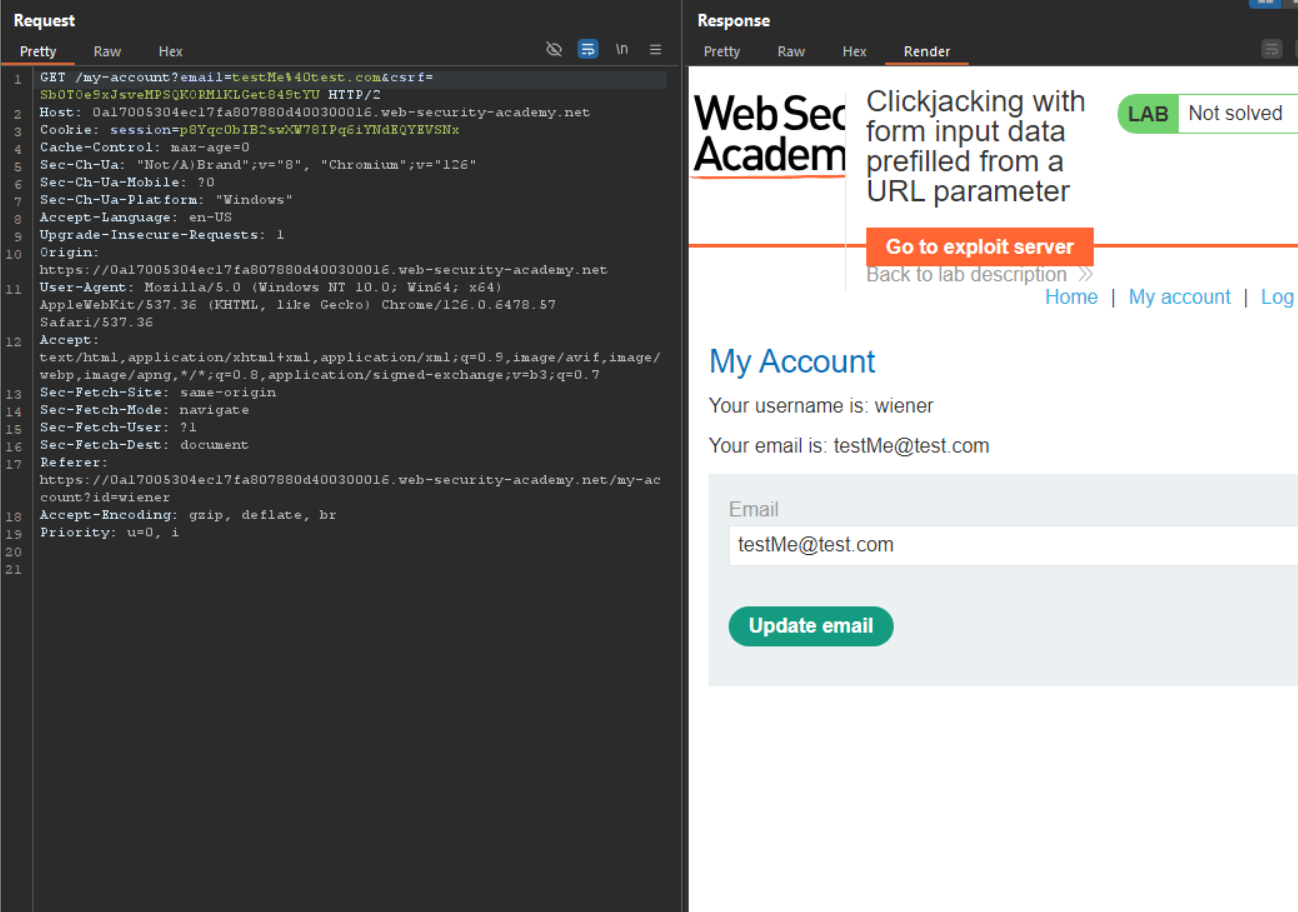 Request
Pretty Raw Hex \n
1 GET /my-account?email=testMe%40test.com&csrf=
SbOTOe9xJsveMPSQKORM1KLGet849tYU HTTP/2
2 Host: 0a17005304ec17fa807880d400300016.web-security-academy.net
3 Cookie: session=p8YqcObIB2swXW78IPq6iYNdEQYEVSNx
4 Cache-Control: max-age=0
5 Sec-Ch-Ua: "Not/A)Brand";v="8", "Chromium";v="126"
6 Sec-Ch-Ua-Mobile: ?0
7 Sec-Ch-Ua-Platform: "Windows"
8 Accept-Language: en-US
9 Upgrade-Insecure-Requests: 1
10 Origin:
https://0a17005304ec17fa807880d400300016.web-security-academy.net
11 User-Agent: Mozilla/5.0 (Windows NT 10.0; Win64; x64)
AppleWebKit/537.36 (KHTML, like Gecko) Chrome/126.0.6478.57
Safari/537.36
12 Accept:
text/html,application/xhtml+xml,application/xml;q=0.9,image/avif,image/
webp,image/apng,*/*;q=0.8,application/signed-exchange;v=b3;q=0.7
13 Sec-Fetch-Site: same-origin
14 Sec-Fetch-Mode: navigate
15 Sec-Fetch-User: ?1
16 Sec-Fetch-Dest: document
17 Referer:
https://0a17005304ec17fa807880d400300016.web-security-academy.net/my-ac
count?id=wiener
18 Accept-Encoding: gzip, deflate, br
19 Priority: u=0, i
20
21
Response
Pretty Raw Hex Render
Web Sec
Academ
Clickjacking with
form input data
prefilled from a
URL parameter
LAB Not solved
Go to exploit server
Back to lab description
Home | My account | Log
My Account
Your username is: wiener
Your email is: testMe@test.com
Email
testMe@test.com
Update email